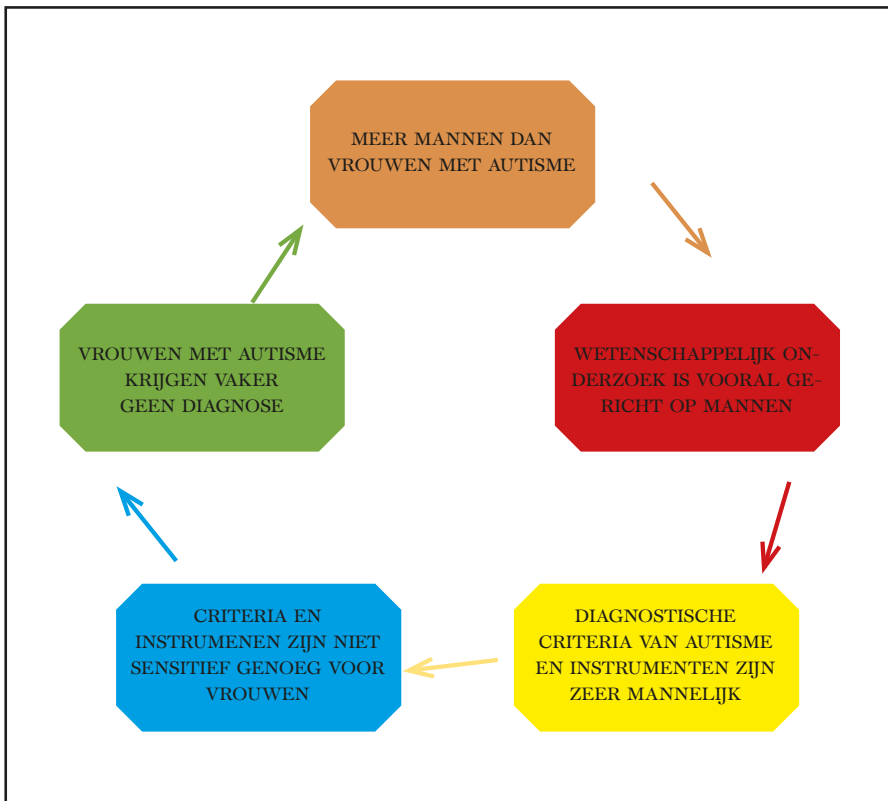 MEER MANNEN DAN
VROUWEN MET AUTISME
WETENSCHAPPELIJK ON-
DERZOEK IS VOORAL GE-
RICHT OP MANNEN
DIAGNOSTISCHE
CRITERIA VAN AUTISME
EN INSTRUMENTEN ZIJN
ZEER MANNELIJK
CRITERIA EN
INSTRUMENEN ZIJN NIET
SENSITIEF GENOEG VOOR
VROUWEN
VROUWEN MET AUTISME
KRIJGEN VAKER
GEEN DIAGNOSE